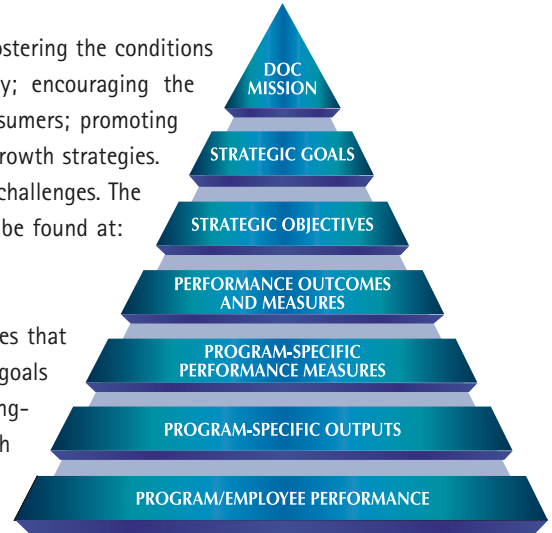 ostering the conditions
y; encouraging the
sumers; promoting
rowth strategies.
challenges. The
be found at:
es that
goals
ng-
h
DOC
MISSION
STRATEGIC GOALS
STRATEGIC OBJECTIVES
PERFORMANCE OUTCOMES
AND MEASURES
PROGRAM-SPECIFIC
PERFORMANCE MEASURES
PROGRAM-SPECIFIC OUTPUTS
PROGRAM/EMPLOYEE PERFORMANCE